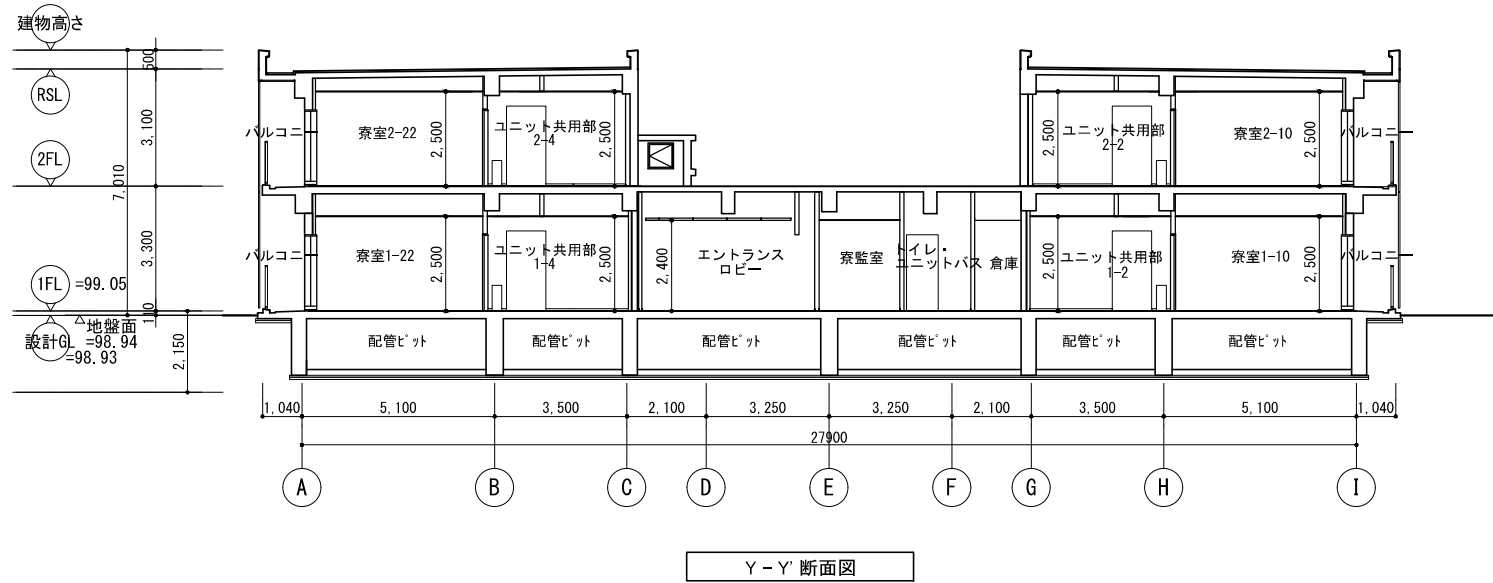 建物高さ
RSL
2FL
1FL =99.05
地盤面
設計GL =98.94
=98.93
500
3,100
7,010
3,300
110
2,150
バルコニー
寮室2-22
2,500
ユニット共用部
2-4
2,500
2,500
ユニット共用部
2-2
寮室2-10
2,500
バルコニー
バルコニー
寮室1-22
2,500
ユニット共用部
1-4
2,500
2,400
エントランス
ロビー
寮監室
トイレ・
ユニットバス
倉庫
2,500
ユニット共用部
1-2
寮室1-10
2,500
バルコニー
配管ピット
配管ピット
配管ピット
配管ピット
配管ピット
配管ピット
1,040
5,100
3,500
2,100
3,250
3,250
2,100
3,500
5,100
1,040
27900
A
B
C
D
E
F
G
H
I
Y-Y'断面図